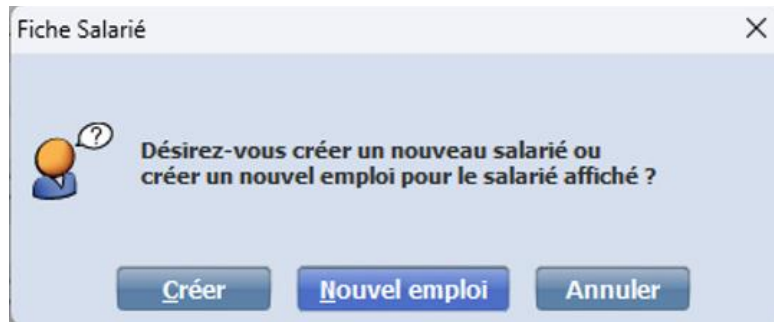 Fiche Salarié
?
Désirez-vous créer un nouveau salarié ou
créer un nouvel emploi pour le salarié affiché ?
Créer Nouvel emploi Annuler